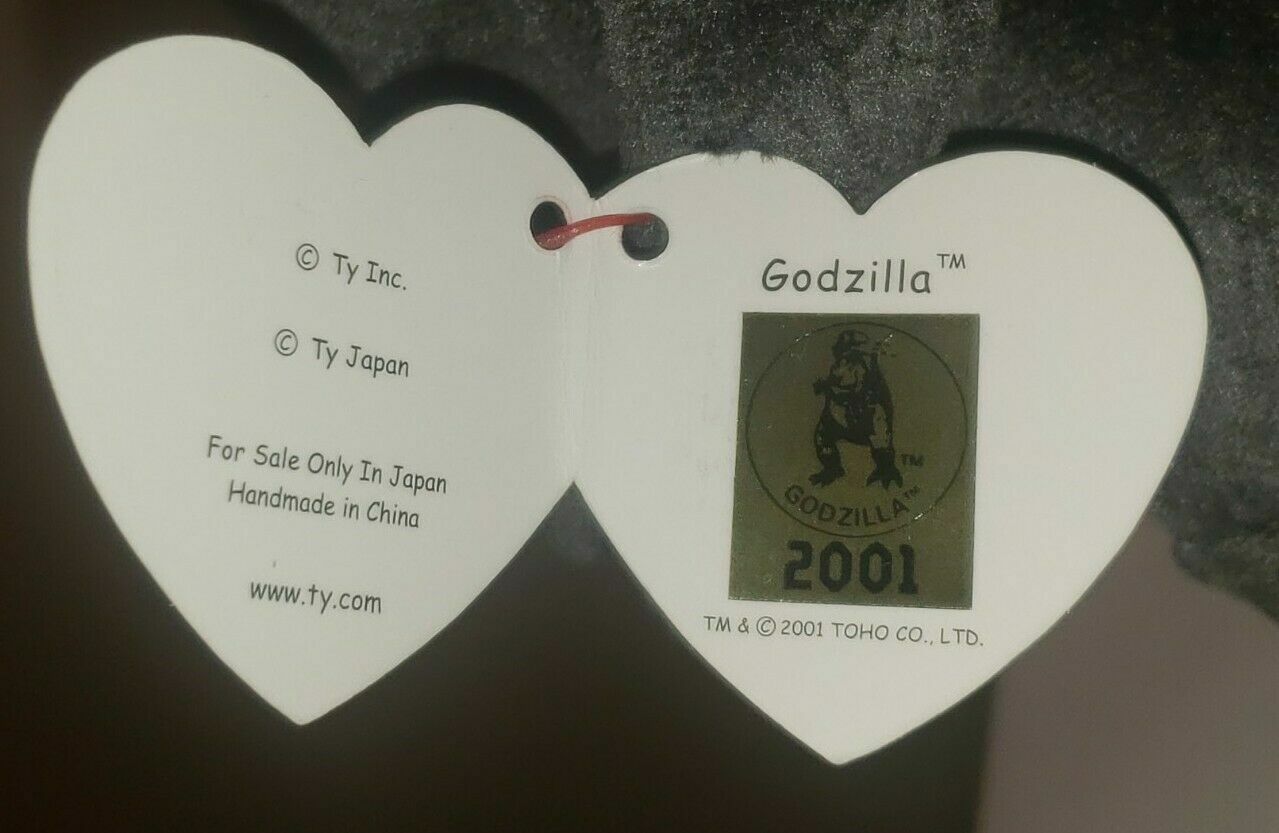 © Ty Inc.
© Ty Japan
For Sale Only In Japan
Handmade in China
www.ty.com
Godzilla™
TM
GODZILLA™
2001
TM & © 2001 TOHO CO., LTD.